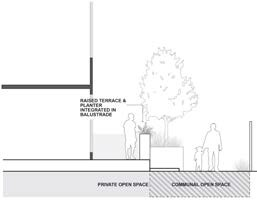 RAISED TERRACE &
PLANTER
INTEGRATED IN
BALUSTRADE
PRIVATE OPEN SPACE
COMMUNAL OPEN SPACE